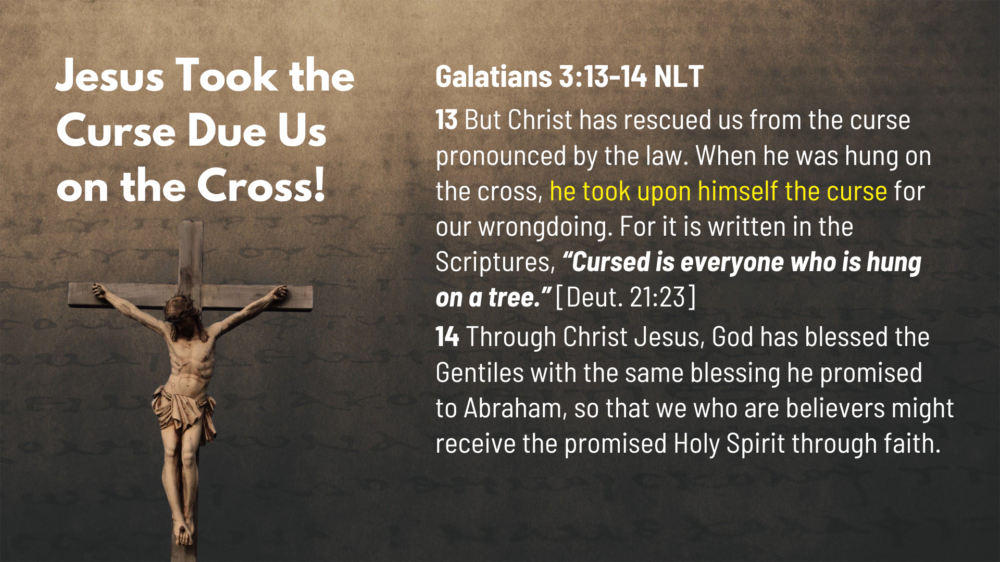 Jesus Took the
Curse Due Us
on the Cross!
Galatians 3:13-14 NLT
13 But Christ has rescued us from the curse
pronounced by the law. When he was hung on
the cross, he took upon himself the curse for
our wrongdoing. For it is written in the
Scriptures, “Cursed is everyone who is hung
on a tree.” [Deut. 21:23]
14 Through Christ Jesus, God has blessed the
Gentiles with the same blessing he promised
to Abraham, so that we who are believers might
receive the promised Holy Spirit through faith.